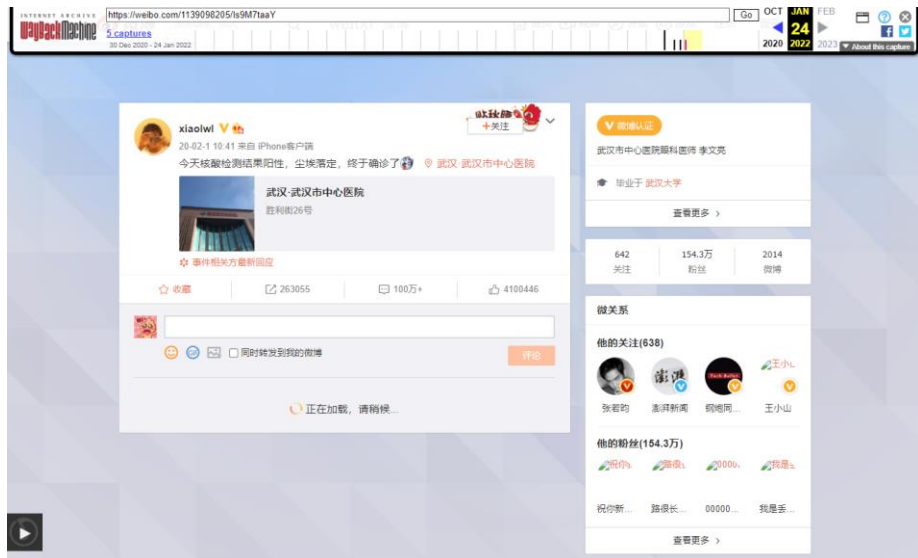 INTERNET ARCHIVE
WayBackMachine
https://weibo.com/1139098205/Is9M7taaY
Go
OCT JAN FEB
24
2020 2022 2023
5 captures
30 Dec 2020 - 24 Jan 2022
About this capture
xiaolwl
+关注
20-02-1 10:41 来自 iPhone客户端
今天核酸检测结果阳性，尘埃落定，终于确诊了 武汉·武汉市中心医院
武汉·武汉市中心医院
胜利街26号
事件相关方最新回应
收藏
263055
100万+
4100446
同时转发到我的微博
评论
正在加载，请稍候...
V 微博认证
武汉市中心医院眼科医师 李文亮
毕业于 武汉大学
查看更多 >
642 154.3万 2014
关注 粉丝 微博
微关系
他的关注(638)
澎湃
王小L
张若昀 澎湃新闻 王小山
他的粉丝(154.3万)
祝你新... 路很长... 00000... 我是丢...
查看更多 >